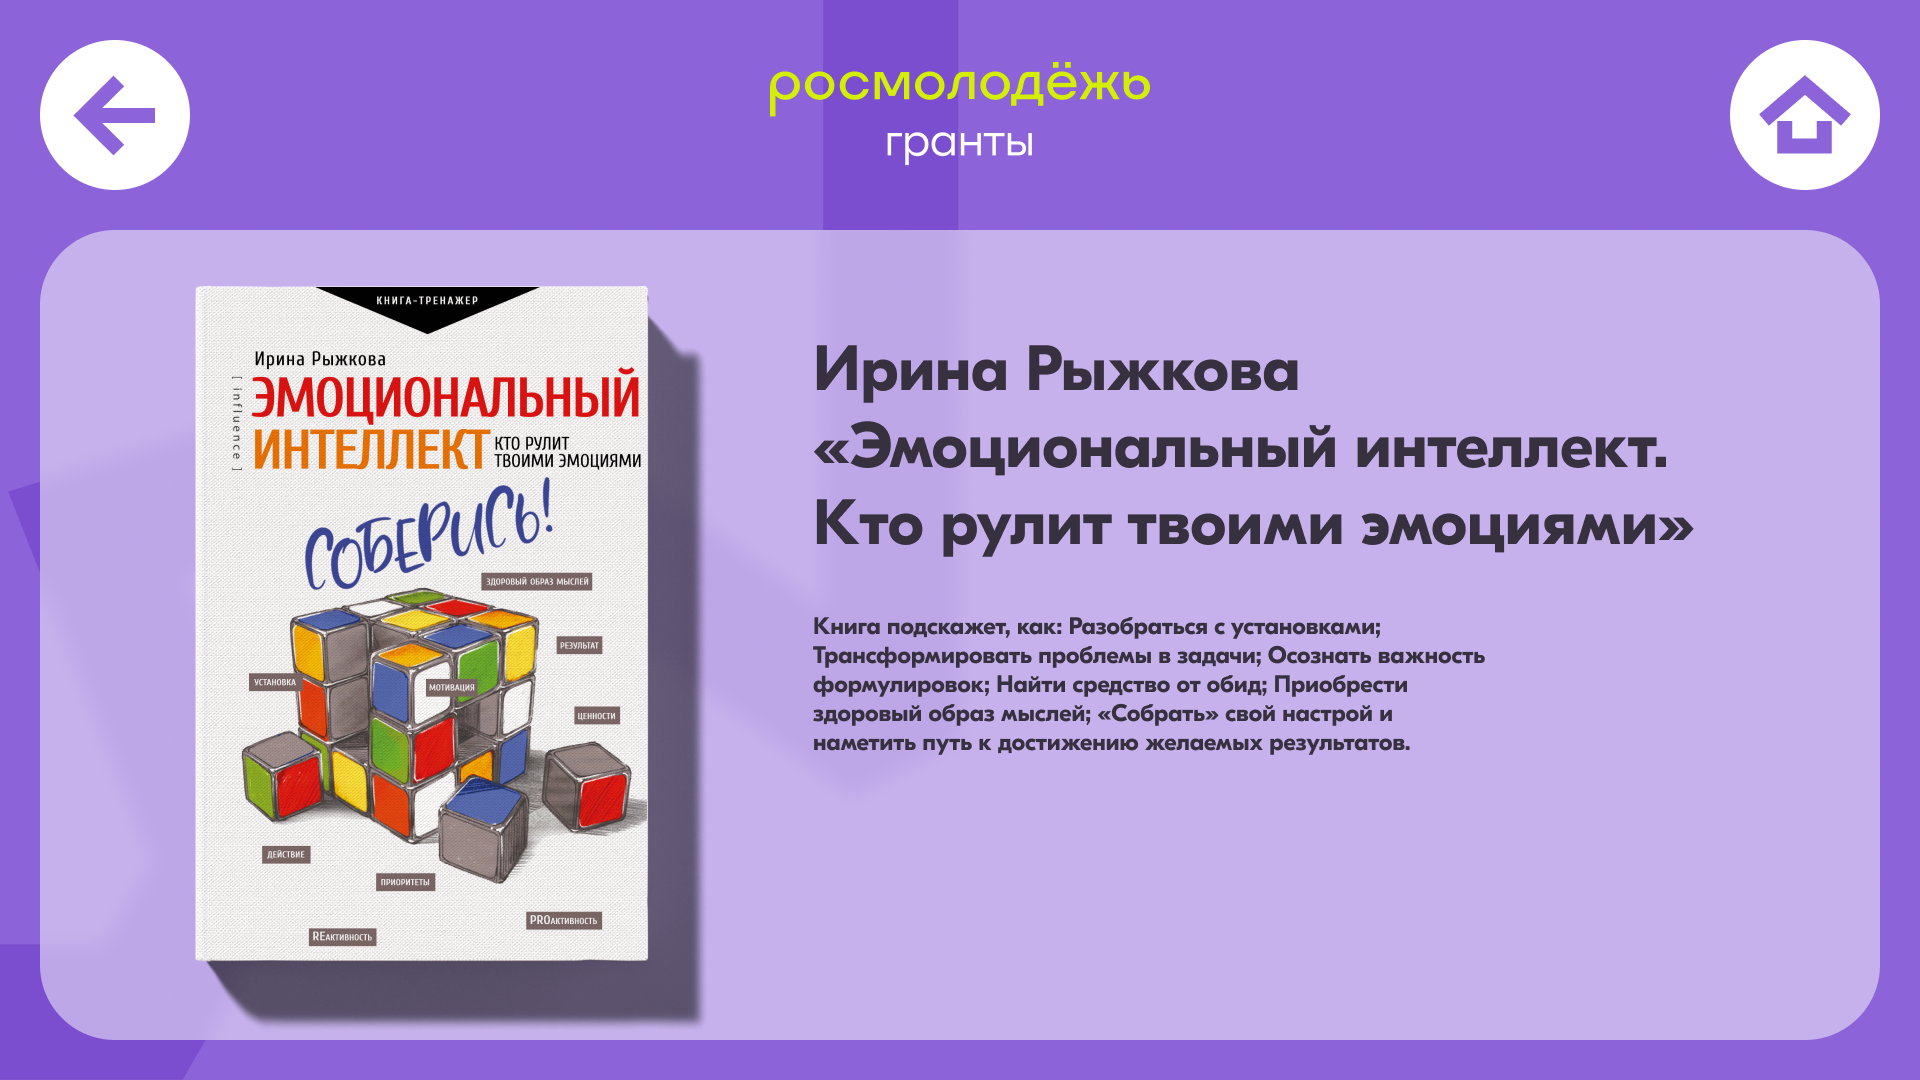 росмолодёжь
гранты
КНИГА-ТРЕНАЖЕР
Ирина Рыжкова
[ influence ]
ЭМОЦИОНАЛЬНЫЙ
ИНТЕЛЛЕКТ
КТО РУЛИТ
ТВОИМИ ЭМОЦИЯМИ
СОБЕРИСЬ!
ЗДОРОВЫЙ ОБРАЗ МЫСЛЕЙ
РЕЗУЛЬТАТ
УСТАНОВКА
МОТИВАЦИЯ
ЦЕННОСТИ
ДЕЙСТВИЕ
ПРИОРИТЕТЫ
PROАКТИВНОСТЬ
REАКТИВНОСТЬ
Ирина Рыжкова
«Эмоциональный интеллект.
Кто рулит твоими эмоциями»
Книга подскажет, как: Разобраться с установками;
Трансформировать проблемы в задачи; Осознать важность
формулировок; Найти средство от обид; Приобрести
здоровый образ мыслей; «Собрать» свой настрой и
наметить путь к достижению желаемых результатов.